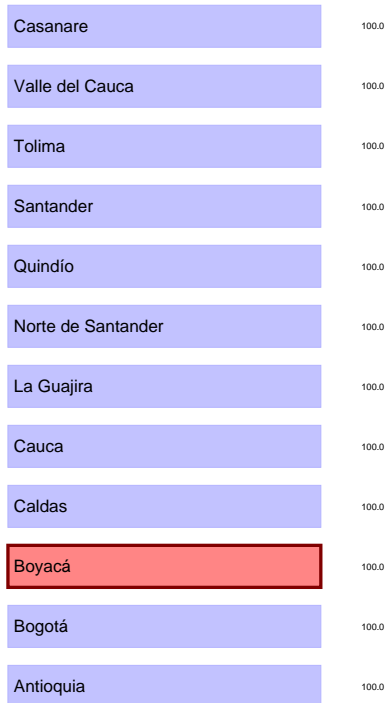 Casanare 100.0
Valle del Cauca 100.0
Tolima 100.0
Santander 100.0
Quindío 100.0
Norte de Santander 100.0
La Guajira 100.0
Cauca 100.0
Caldas 100.0
Boyacá 100.0
Bogotá 100.0
Antioquia 100.0